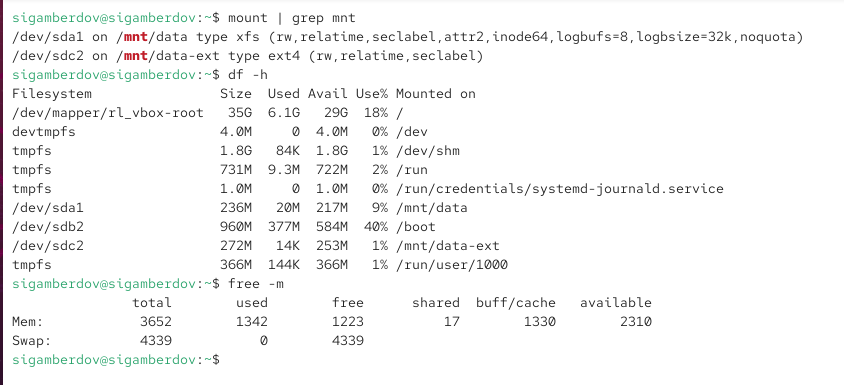 sigamberdov@sigamberdov:~$ mount | grep mnt
/dev/sda1 on /mnt/data type xfs (rw,relatime,seclabel,attr2,inode64,logbufs=8,logbsize=32k,noquota)
/dev/sdc2 on /mnt/data-ext type ext4 (rw,relatime,seclabel)
sigamberdov@sigamberdov:~$ df -h
Filesystem                Size  Used Avail Use% Mounted on
/dev/mapper/rl_vbox-root   35G  6.1G   29G  18% /
devtmpfs                  4.0M     0  4.0M   0% /dev
tmpfs                     1.8G   84K  1.8G   1% /dev/shm
tmpfs                     731M  9.3M  722M   2% /run
tmpfs                     1.0M     0  1.0M   0% /run/credentials/systemd-journald.service
/dev/sda1                 236M   20M  217M   9% /mnt/data
/dev/sdb2                 960M  377M  584M  40% /boot
/dev/sdc2                 272M   14K  253M   1% /mnt/data-ext
tmpfs                     366M  144K  366M   1% /run/user/1000
sigamberdov@sigamberdov:~$ free -m
               total        used        free      shared  buff/cache   available
Mem:            3652        1342        1223          17        1330        2310
Swap:           4339           0        4339
sigamberdov@sigamberdov:~$